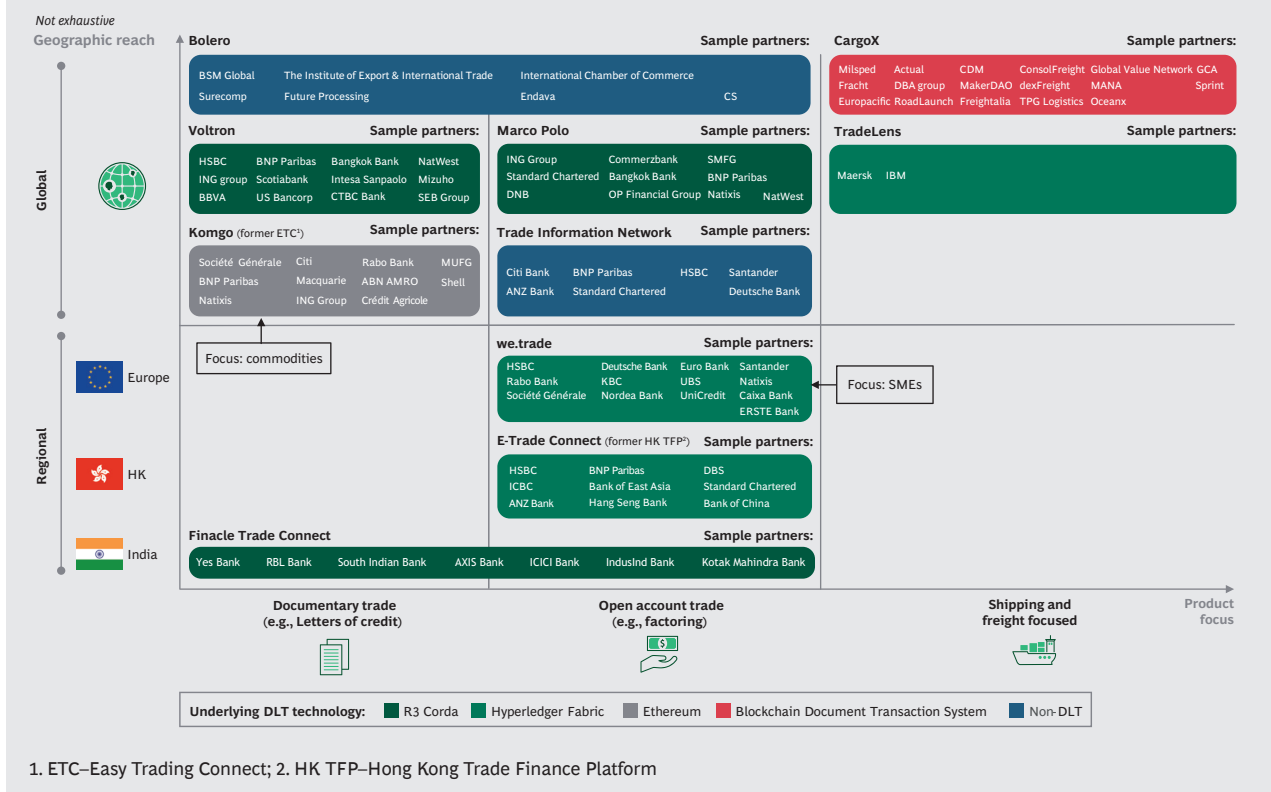 Not exhaustive
Geographic reach
Bolero Sample partners:
BSM Global The Institute of Export & International Trade International Chamber of Commerce
Surecomp Future Processing Endava CS
CargoX Sample partners:
Milsped Actual CDM ConsolFreight Global Value Network GCA
Fracht DBA group MakerDAO dexFreight MANA Sprint
Europacific RoadLaunch Freightalia TPG Logistics Oceanx
Global
Voltron Sample partners:
HSBC BNP Paribas Bangkok Bank NatWest
ING group Scotiabank Intesa Sanpaolo Mizuho
BBVA US Bancorp CTBC Bank SEB Group
Marco Polo Sample partners:
ING Group Commerzbank SMFG
Standard Chartered Bangkok Bank BNP Paribas
DNB OP Financial Group Natixis NatWest
TradeLens Sample partners:
Maersk IBM
Komgo (former ETC¹) Sample partners:
Société Générale Citi Rabo Bank MUFG
BNP Paribas Macquarie ABN AMRO Shell
Natixis ING Group Crédit Agricole
Trade Information Network Sample partners:
Citi Bank BNP Paribas HSBC Santander
ANZ Bank Standard Chartered Deutsche Bank
Focus: commodities
Regional
Europe
we.trade Sample partners:
HSBC Deutsche Bank Euro Bank Santander
Rabo Bank KBC UBS Natixis
Société Générale Nordea Bank UniCredit Caixa Bank
ERSTE Bank
Focus: SMEs
HK
E-Trade Connect (former HK TFP²) Sample partners:
HSBC BNP Paribas DBS
ICBC Bank of East Asia Standard Chartered
ANZ Bank Hang Seng Bank Bank of China
India
Finacle Trade Connect Sample partners:
Yes Bank RBL Bank South Indian Bank AXIS Bank ICICI Bank IndusInd Bank Kotak Mahindra Bank
Documentary trade
(e.g., Letters of credit)
Open account trade
(e.g., factoring)
$
Shipping and
freight focused
Product
focus
Underlying DLT technology: R3 Corda Hyperledger Fabric Ethereum Blockchain Document Transaction System Non-DLT
1. ETC–Easy Trading Connect; 2. HK TFP–Hong Kong Trade Finance Platform